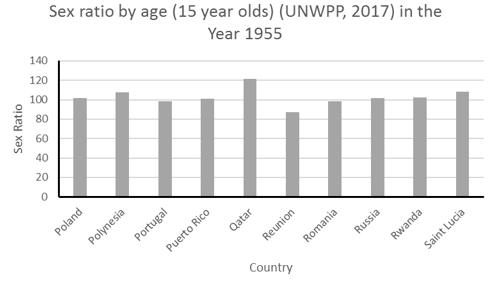 Sex ratio by age (15 year olds) (UNWPP, 2017) in the
Year 1955
140
120
100
80
60
40
20
0
Sex Ratio
Poland
Polynesia
Portugal
Puerto Rico
Qatar
Reunion
Romania
Russia
Rwanda
Saint Lucia
Country